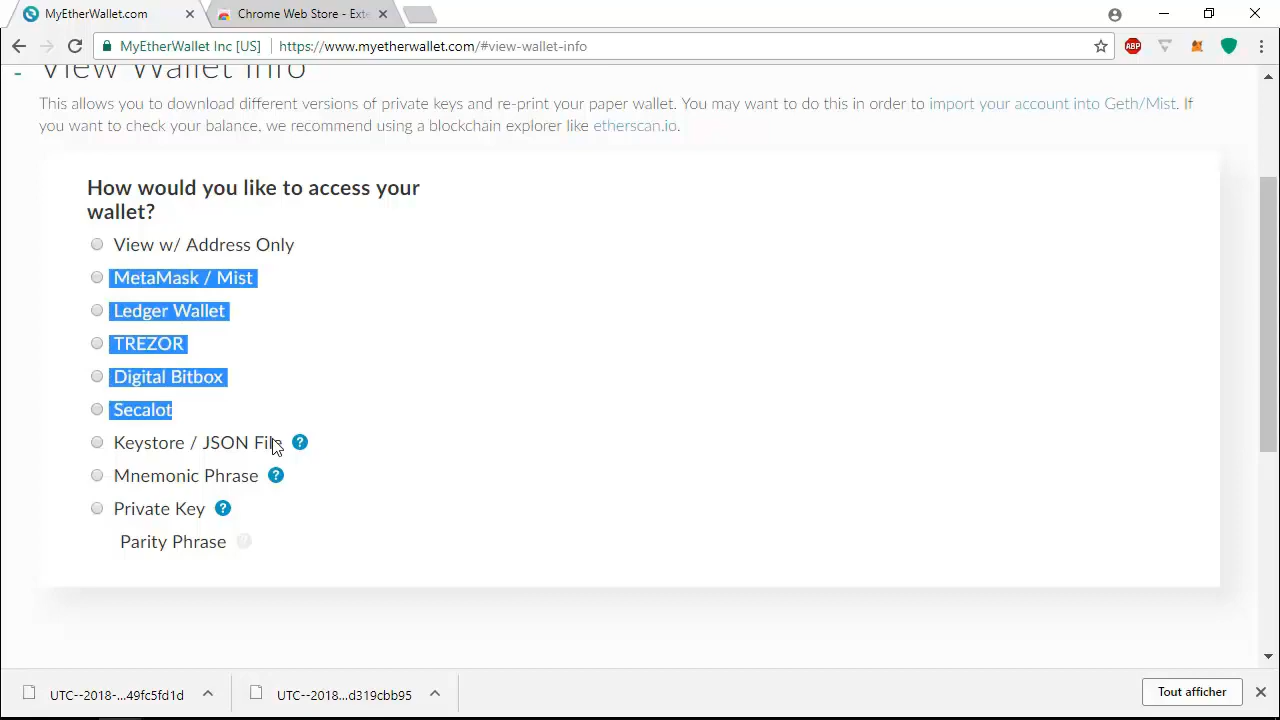 MyEtherWallet.com
Chrome Web Store - Exte
MyEtherWallet Inc [US]
https://www.myetherwallet.com/#view-wallet-info
ABP
View Wallet Info
This allows you to download different versions of private keys and re-print your paper wallet. You may want to do this in order to import your account into Geth/Mist. If
you want to check your balance, we recommend using a blockchain explorer like etherscan.io.
How would you like to access your
wallet?
View w/ Address Only
MetaMask / Mist
Ledger Wallet
TREZOR
Digital Bitbox
Secalot
Keystore / JSON File ?
Mnemonic Phrase ?
Private Key ?
Parity Phrase ?
UTC--2018-...49fc5fd1d
UTC--2018...d319cbb95
Tout afficher